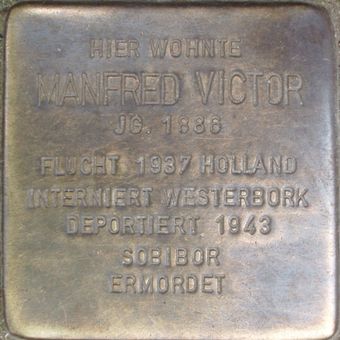 HIER WOHNTE
MANFRED VICTOR
JG. 1886
FLUCHT 1937 HOLLAND
INTERNIERT WESTERBORK
DEPORTIERT 1943
SOBIBOR
ERMORDET